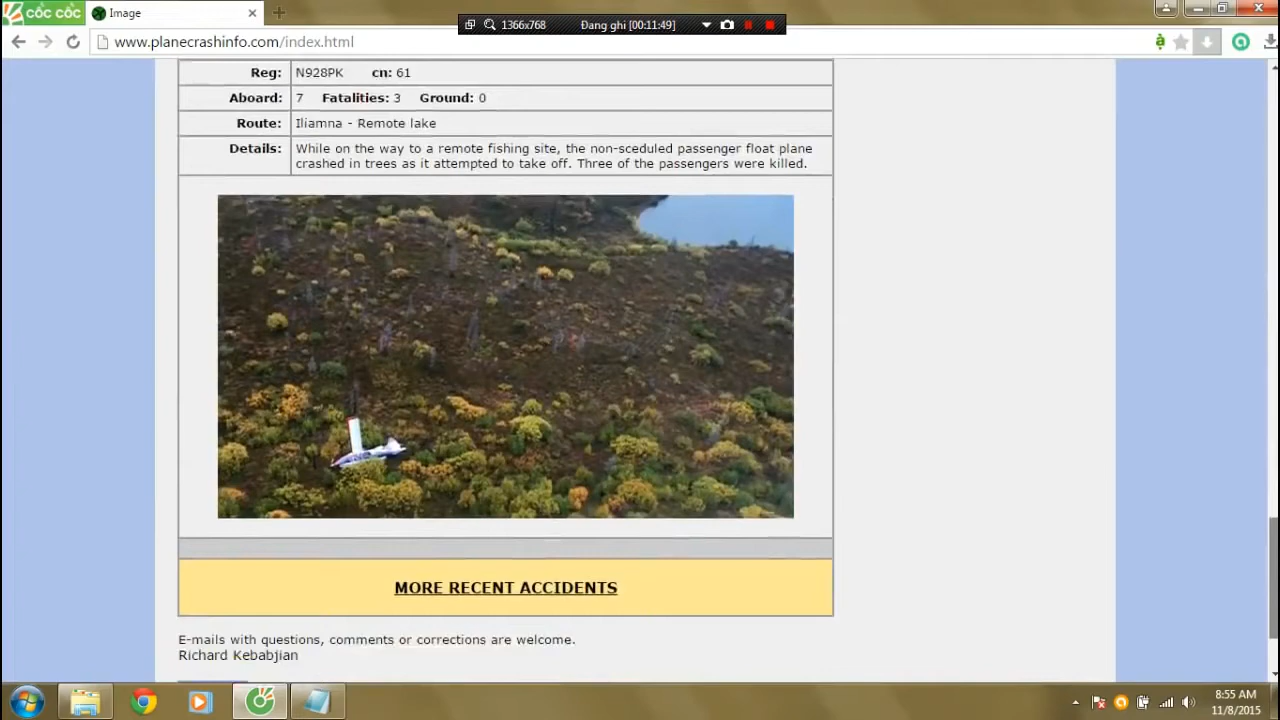 cốc cốc
Image
1366x768
Đang ghi [00:11:49]
www.planecrashinfo.com/index.html
Reg: N928PK cn: 61
Aboard: 7 Fatalities: 3 Ground: 0
Route: Iliamna - Remote lake
Details: While on the way to a remote fishing site, the non-sceduled passenger float plane
crashed in trees as it attempted to take off. Three of the passengers were killed.
MORE RECENT ACCIDENTS
E-mails with questions, comments or corrections are welcome.
Richard Kebabjian
8:55 AM
11/8/2015